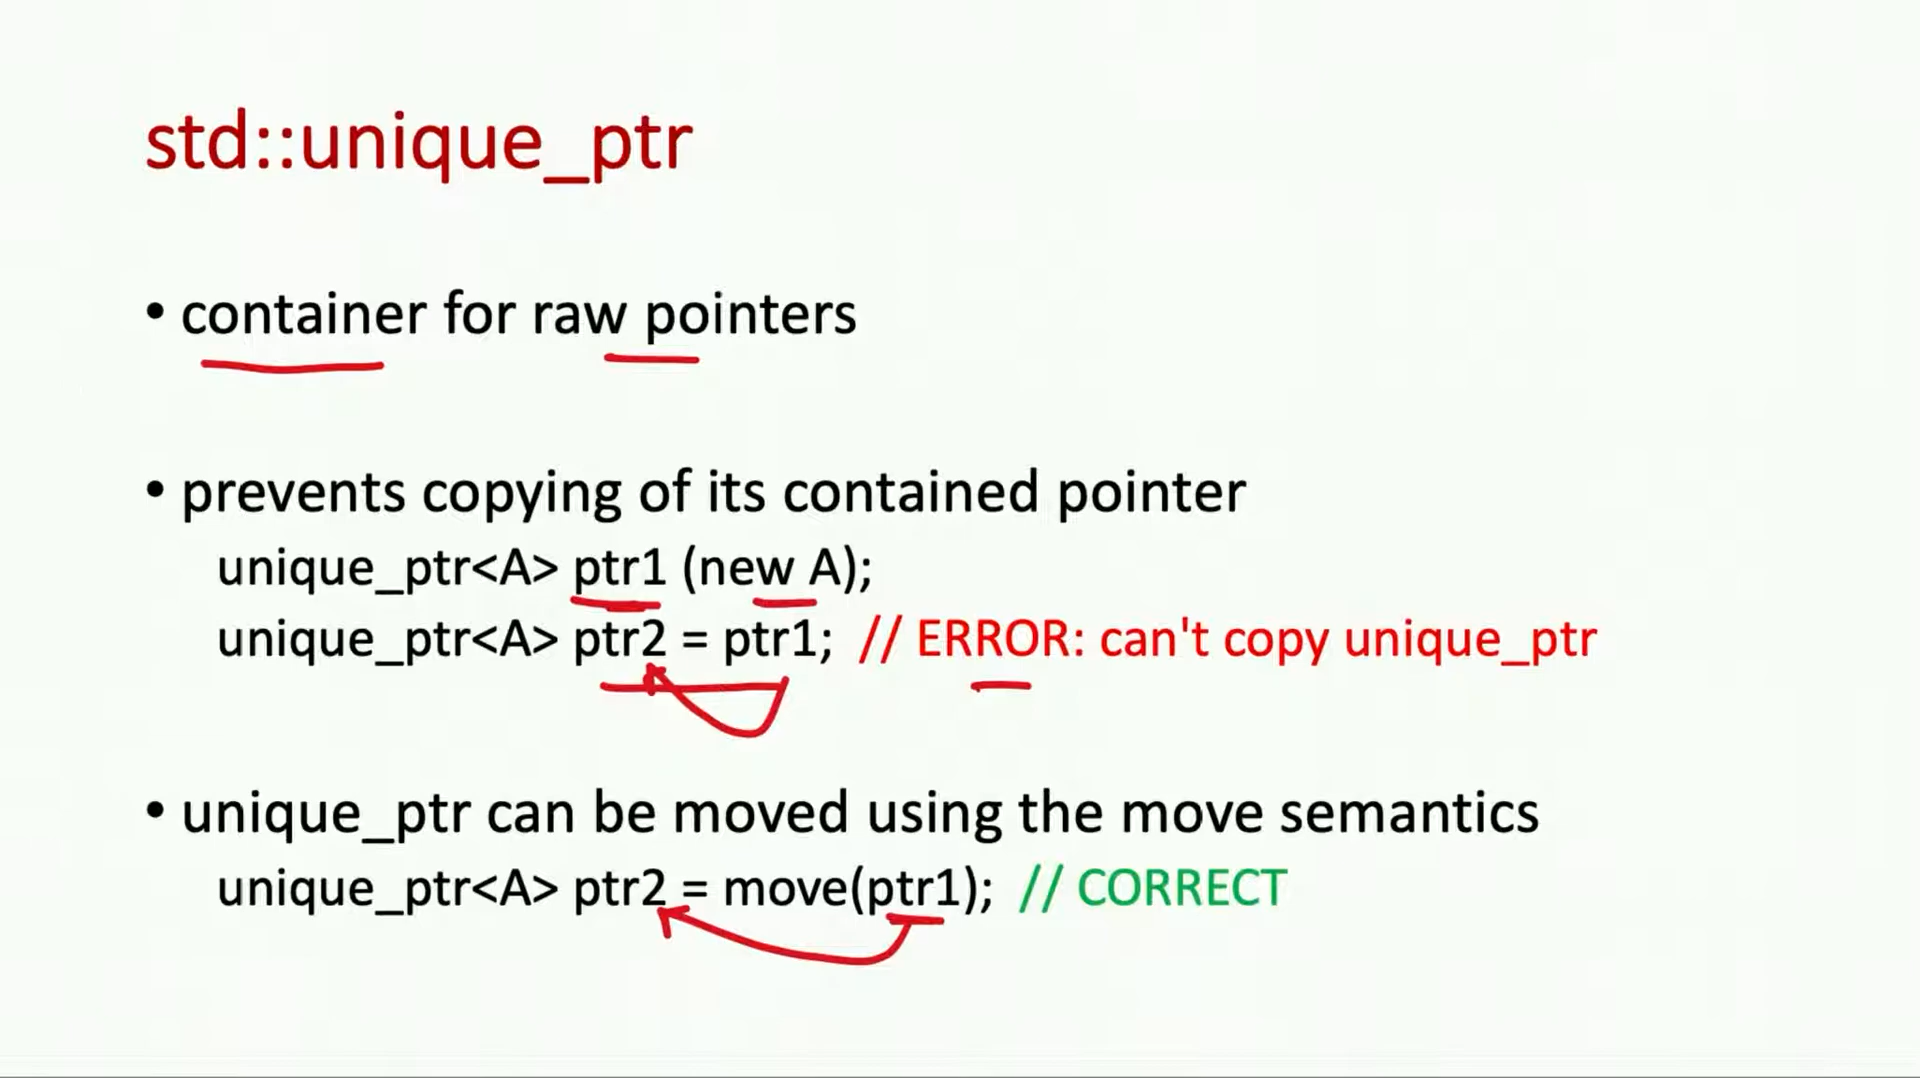 std::unique_ptr
• container for raw pointers
• prevents copying of its contained pointer
unique_ptr<A> ptr1 (new A);
unique_ptr<A> ptr2 = ptr1; // ERROR: can't copy unique_ptr
• unique_ptr can be moved using the move semantics
unique_ptr<A> ptr2 = move(ptr1); // CORRECT